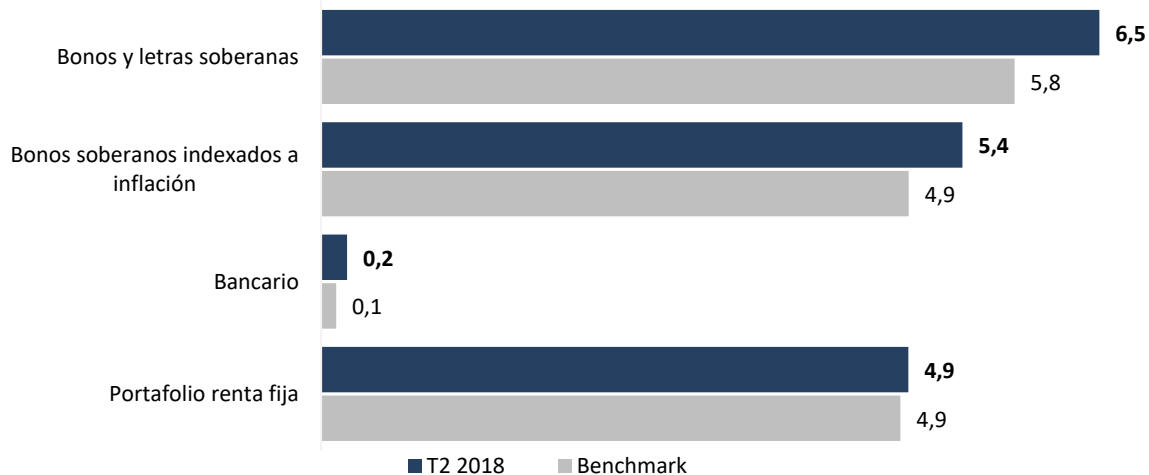 Bonos y letras soberanas
6,5
5,8
Bonos soberanos indexados a
inflación
5,4
4,9
Bancario
0,2
0,1
Portafolio renta fija
4,9
4,9
T2 2018
Benchmark